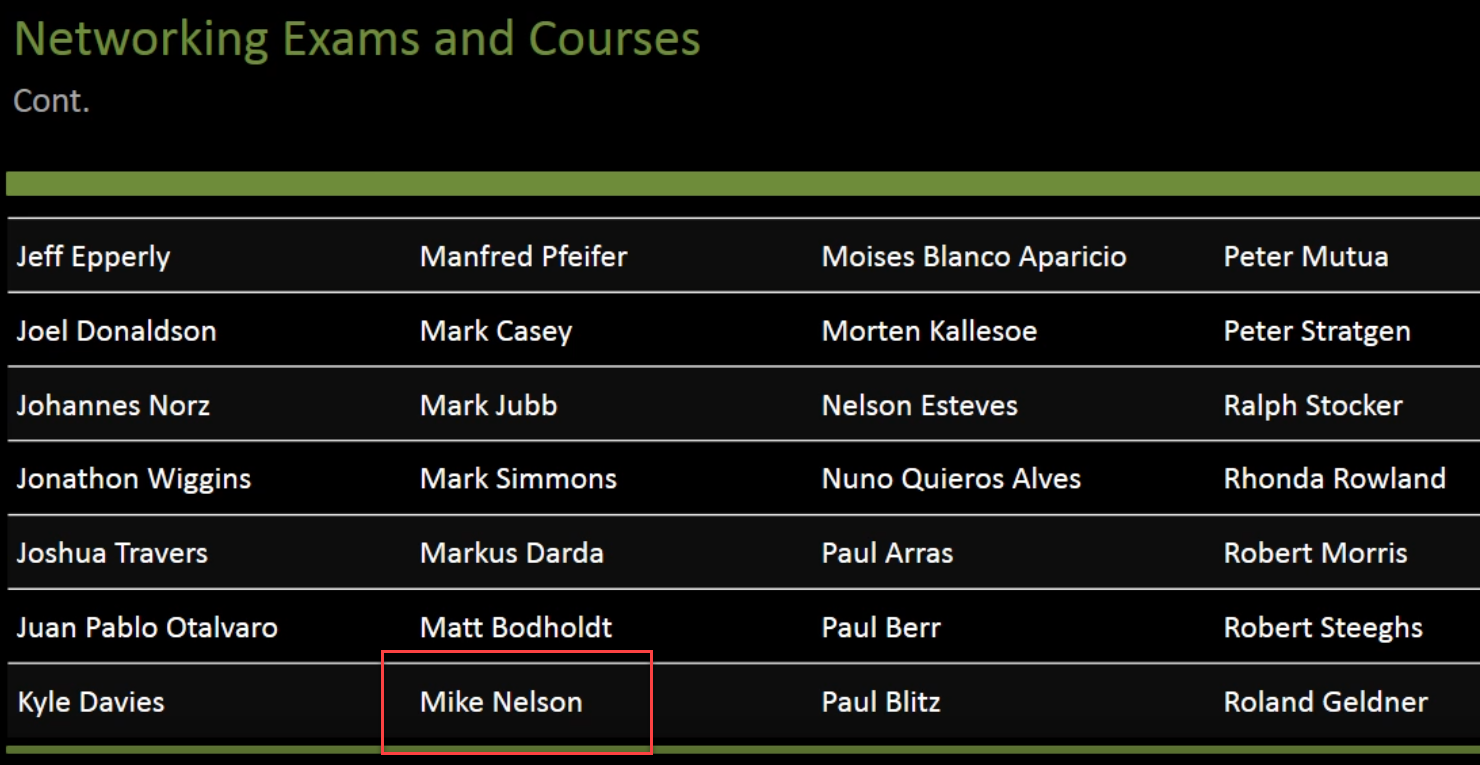 Networking Exams and Courses
Cont.
Jeff Epperly Manfred Pfeifer Moises Blanco Aparicio Peter Mutua
Joel Donaldson Mark Casey Morten Kallesoe Peter Stratgen
Johannes Norz Mark Jubb Nelson Esteves Ralph Stocker
Jonathon Wiggins Mark Simmons Nuno Quieros Alves Rhonda Rowland
Joshua Travers Markus Darda Paul Arras Robert Morris
Juan Pablo Otalvaro Matt Bodholdt Paul Berr Robert Steeghs
Kyle Davies Mike Nelson Paul Blitz Roland Geldner